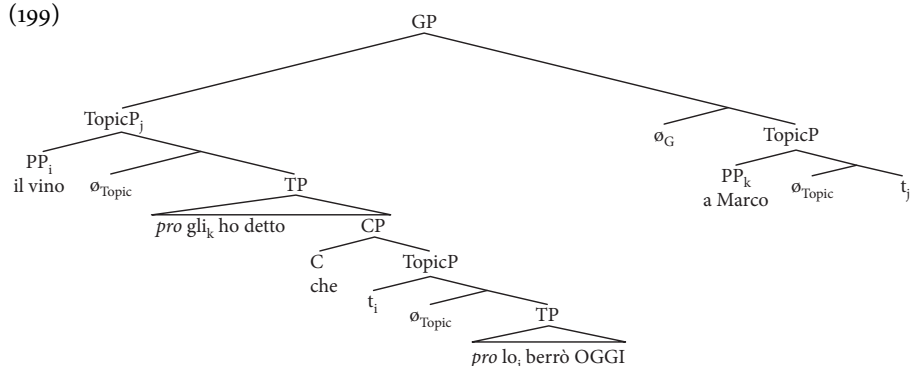 (199)
GP
TopicPj
øG
TopicP
PPi
il vino
øTopic
TP
PPk
a Marco
øTopic
tj
pro glik ho detto
CP
C
che
TopicP
ti
øTopic
TP
pro loi berrò OGGI